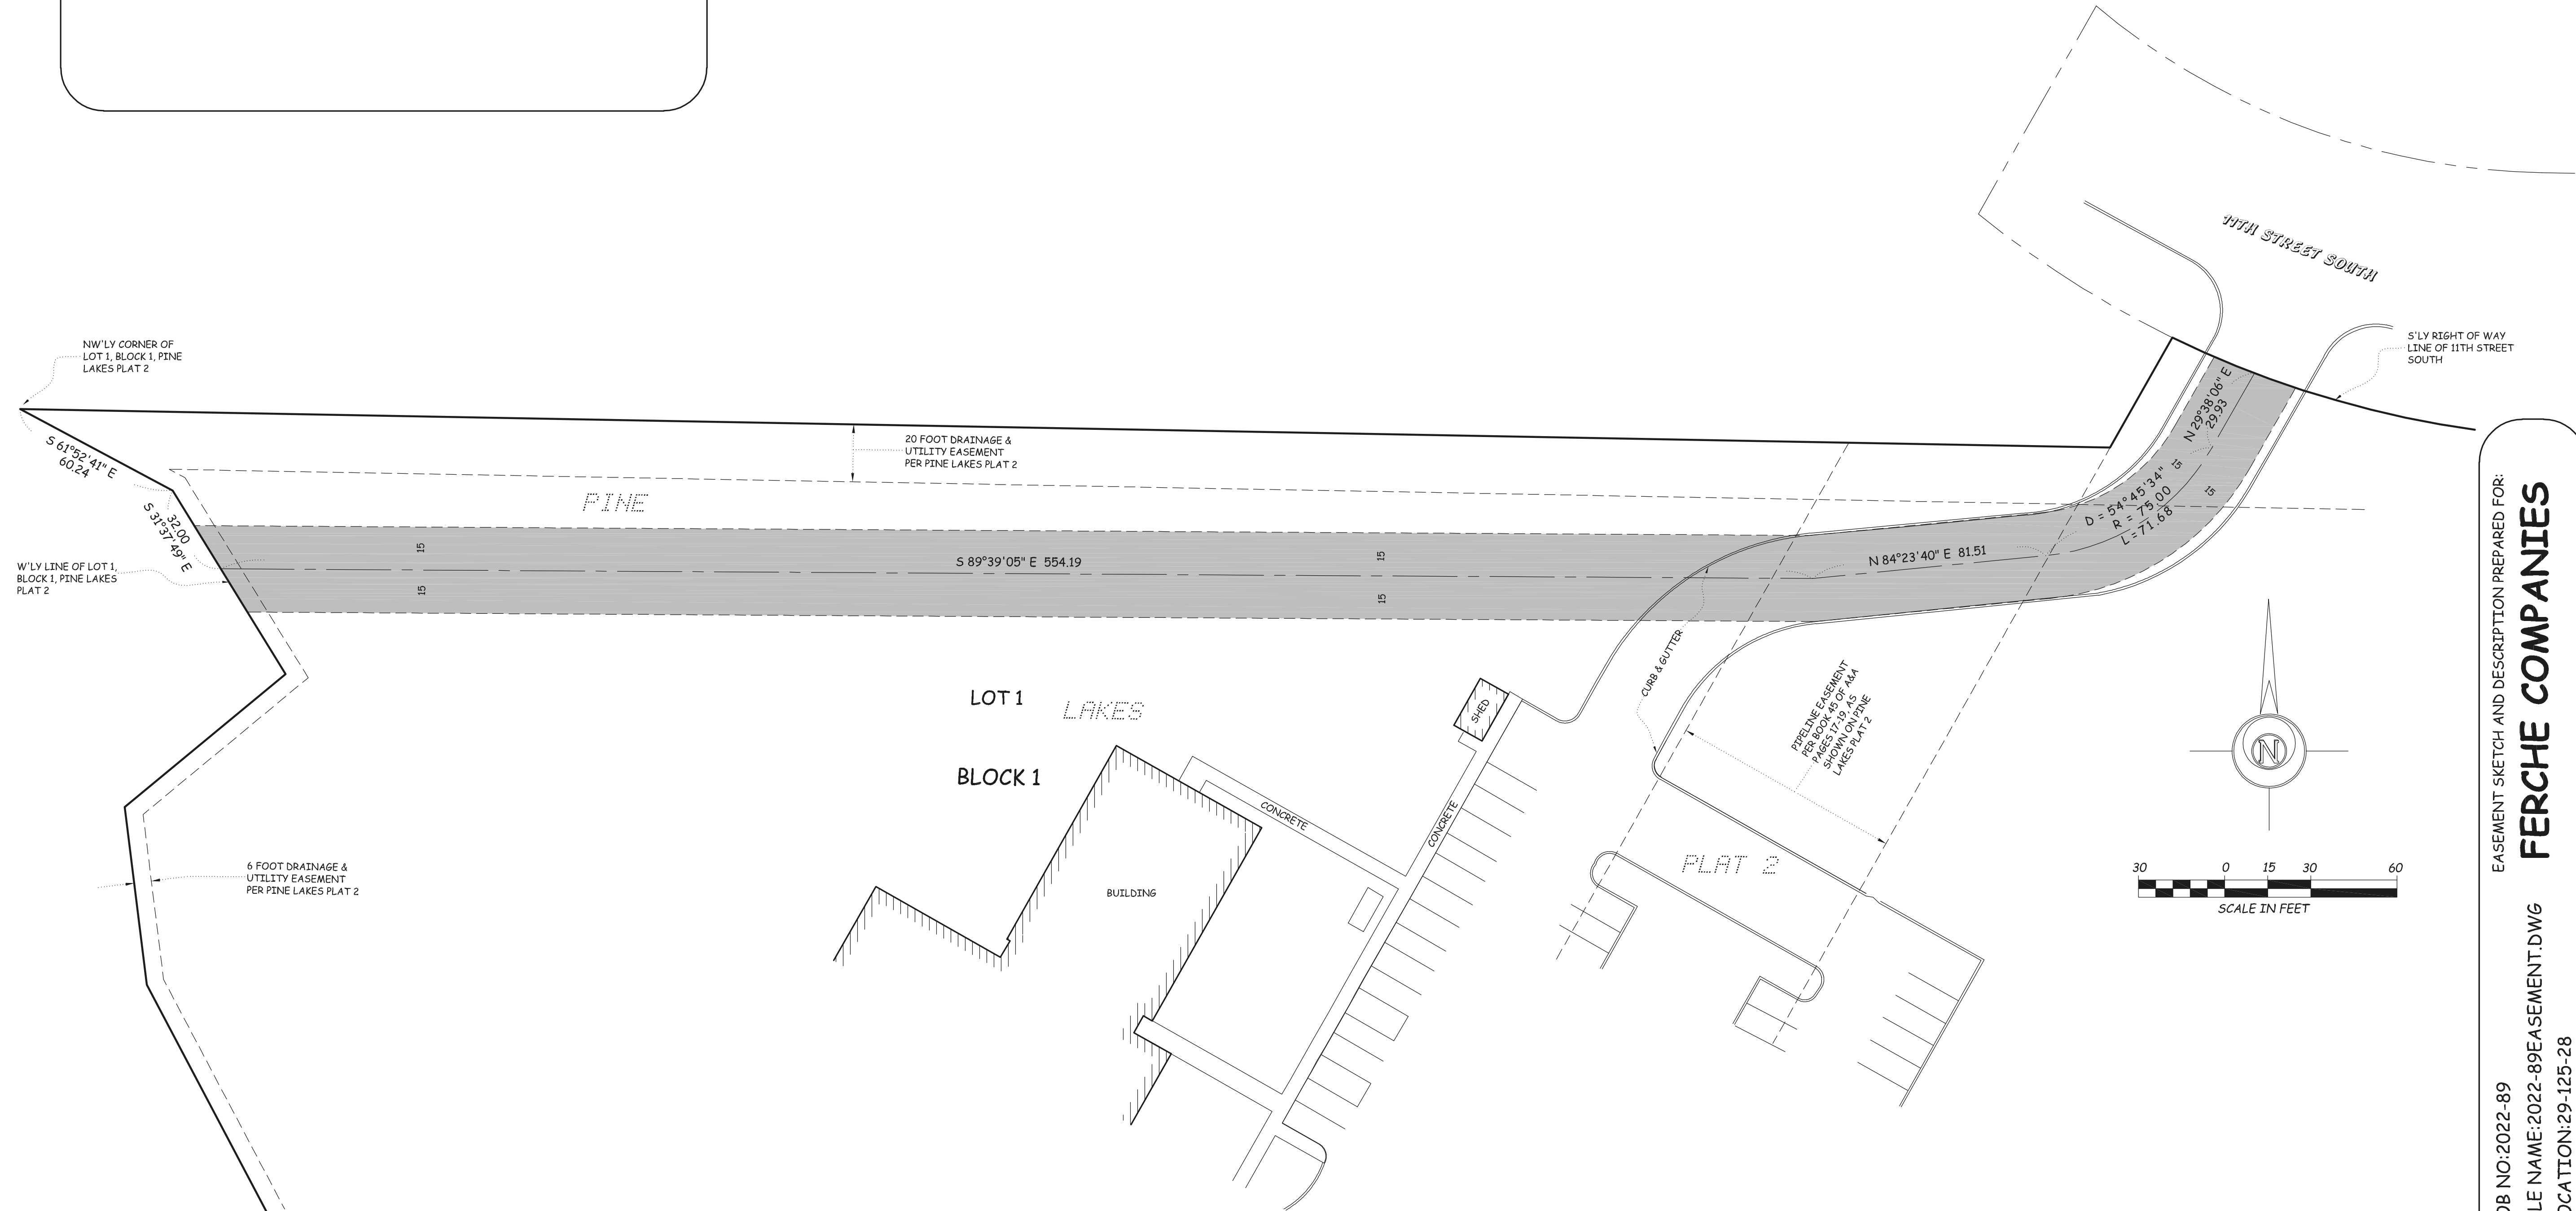 11TH STREET SOUTH
NW'LY CORNER OF
LOT 1, BLOCK 1, PINE
LAKES PLAT 2
S'LY RIGHT OF WAY
LINE OF 11TH STREET
SOUTH
S 61°52'41" E
60.24
20 FOOT DRAINAGE &
UTILITY EASEMENT
PER PINE LAKES PLAT 2
N 29°38'06" E
29.93
15
15
D = 54°45'34"
R = 75.00
L =71.68
PINE
32.00
S 31°37'49" E
W'LY LINE OF LOT 1,
BLOCK 1, PINE LAKES
PLAT 2
15
15
S 89°39'05" E 554.19
15
15
N 84°23'40" E 81.51
CURB & GUTTER
LOT 1
LAKES
BLOCK 1
SHED
PIPELINE EASEMENT
PER BOOK 45 OF A&A
PAGES 17-19, AS
SHOWN ON PINE
LAKES PLAT 2
CONCRETE
CONCRETE
BUILDING
PLAT 2
6 FOOT DRAINAGE &
UTILITY EASEMENT
PER PINE LAKES PLAT 2
N
30 0 15 30 60
SCALE IN FEET
EASEMENT SKETCH AND DESCRIPTION PREPARED FOR:
FERCHE COMPANIES
OB NO:2022-89
LE NAME:2022-89EASEMENT.DWG
OCATION:29-125-28